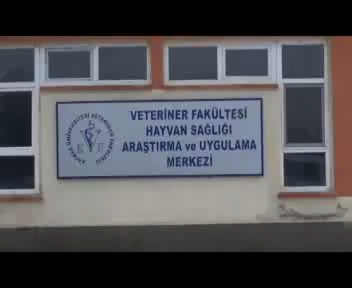 VETERİNER FAKÜLTESİ
HAYVAN SAĞLIĞI
ARAŞTIRMA ve UYGULAMA
MERKEZİ